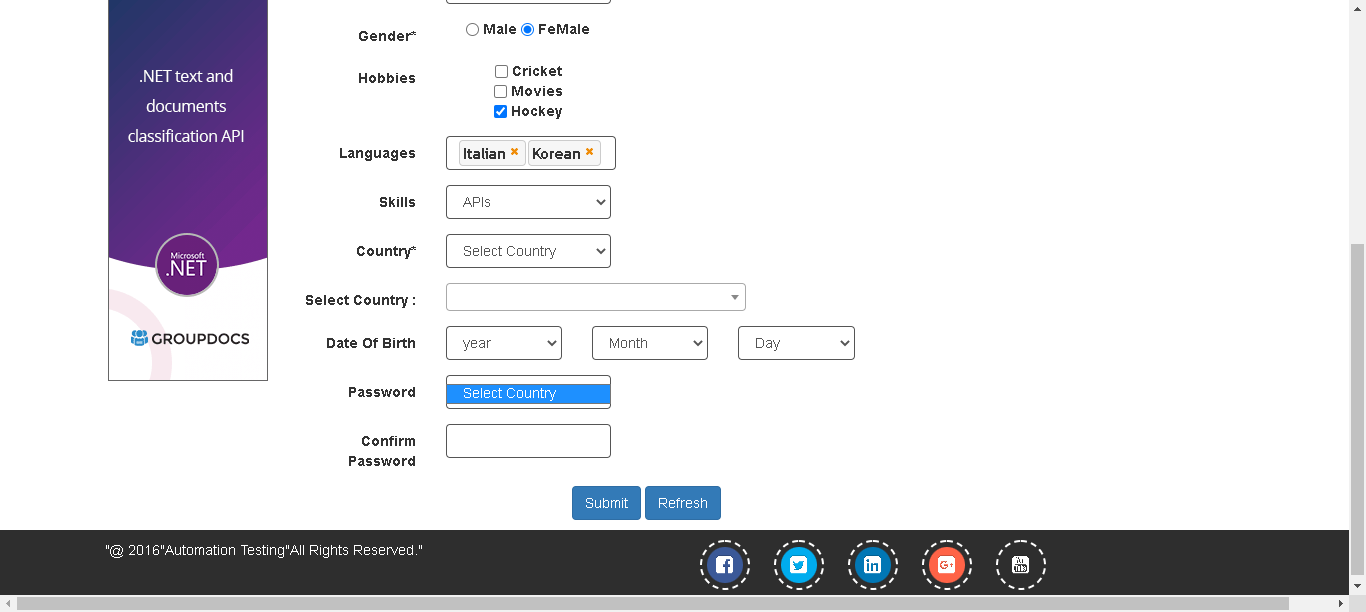 .NET text and
documents
classification API
Microsoft
.NET
GROUPDOCS
Gender*
Male FeMale
Hobbies
Cricket
Movies
Hockey
Languages
Italian Korean
Skills
APIs
Country*
Select Country
Select Country :
Date Of Birth
year Month Day
Password
Select Country
Confirm
Password
Submit Refresh
"@ 2016"Automation Testing"All Rights Reserved."
f in G+ You